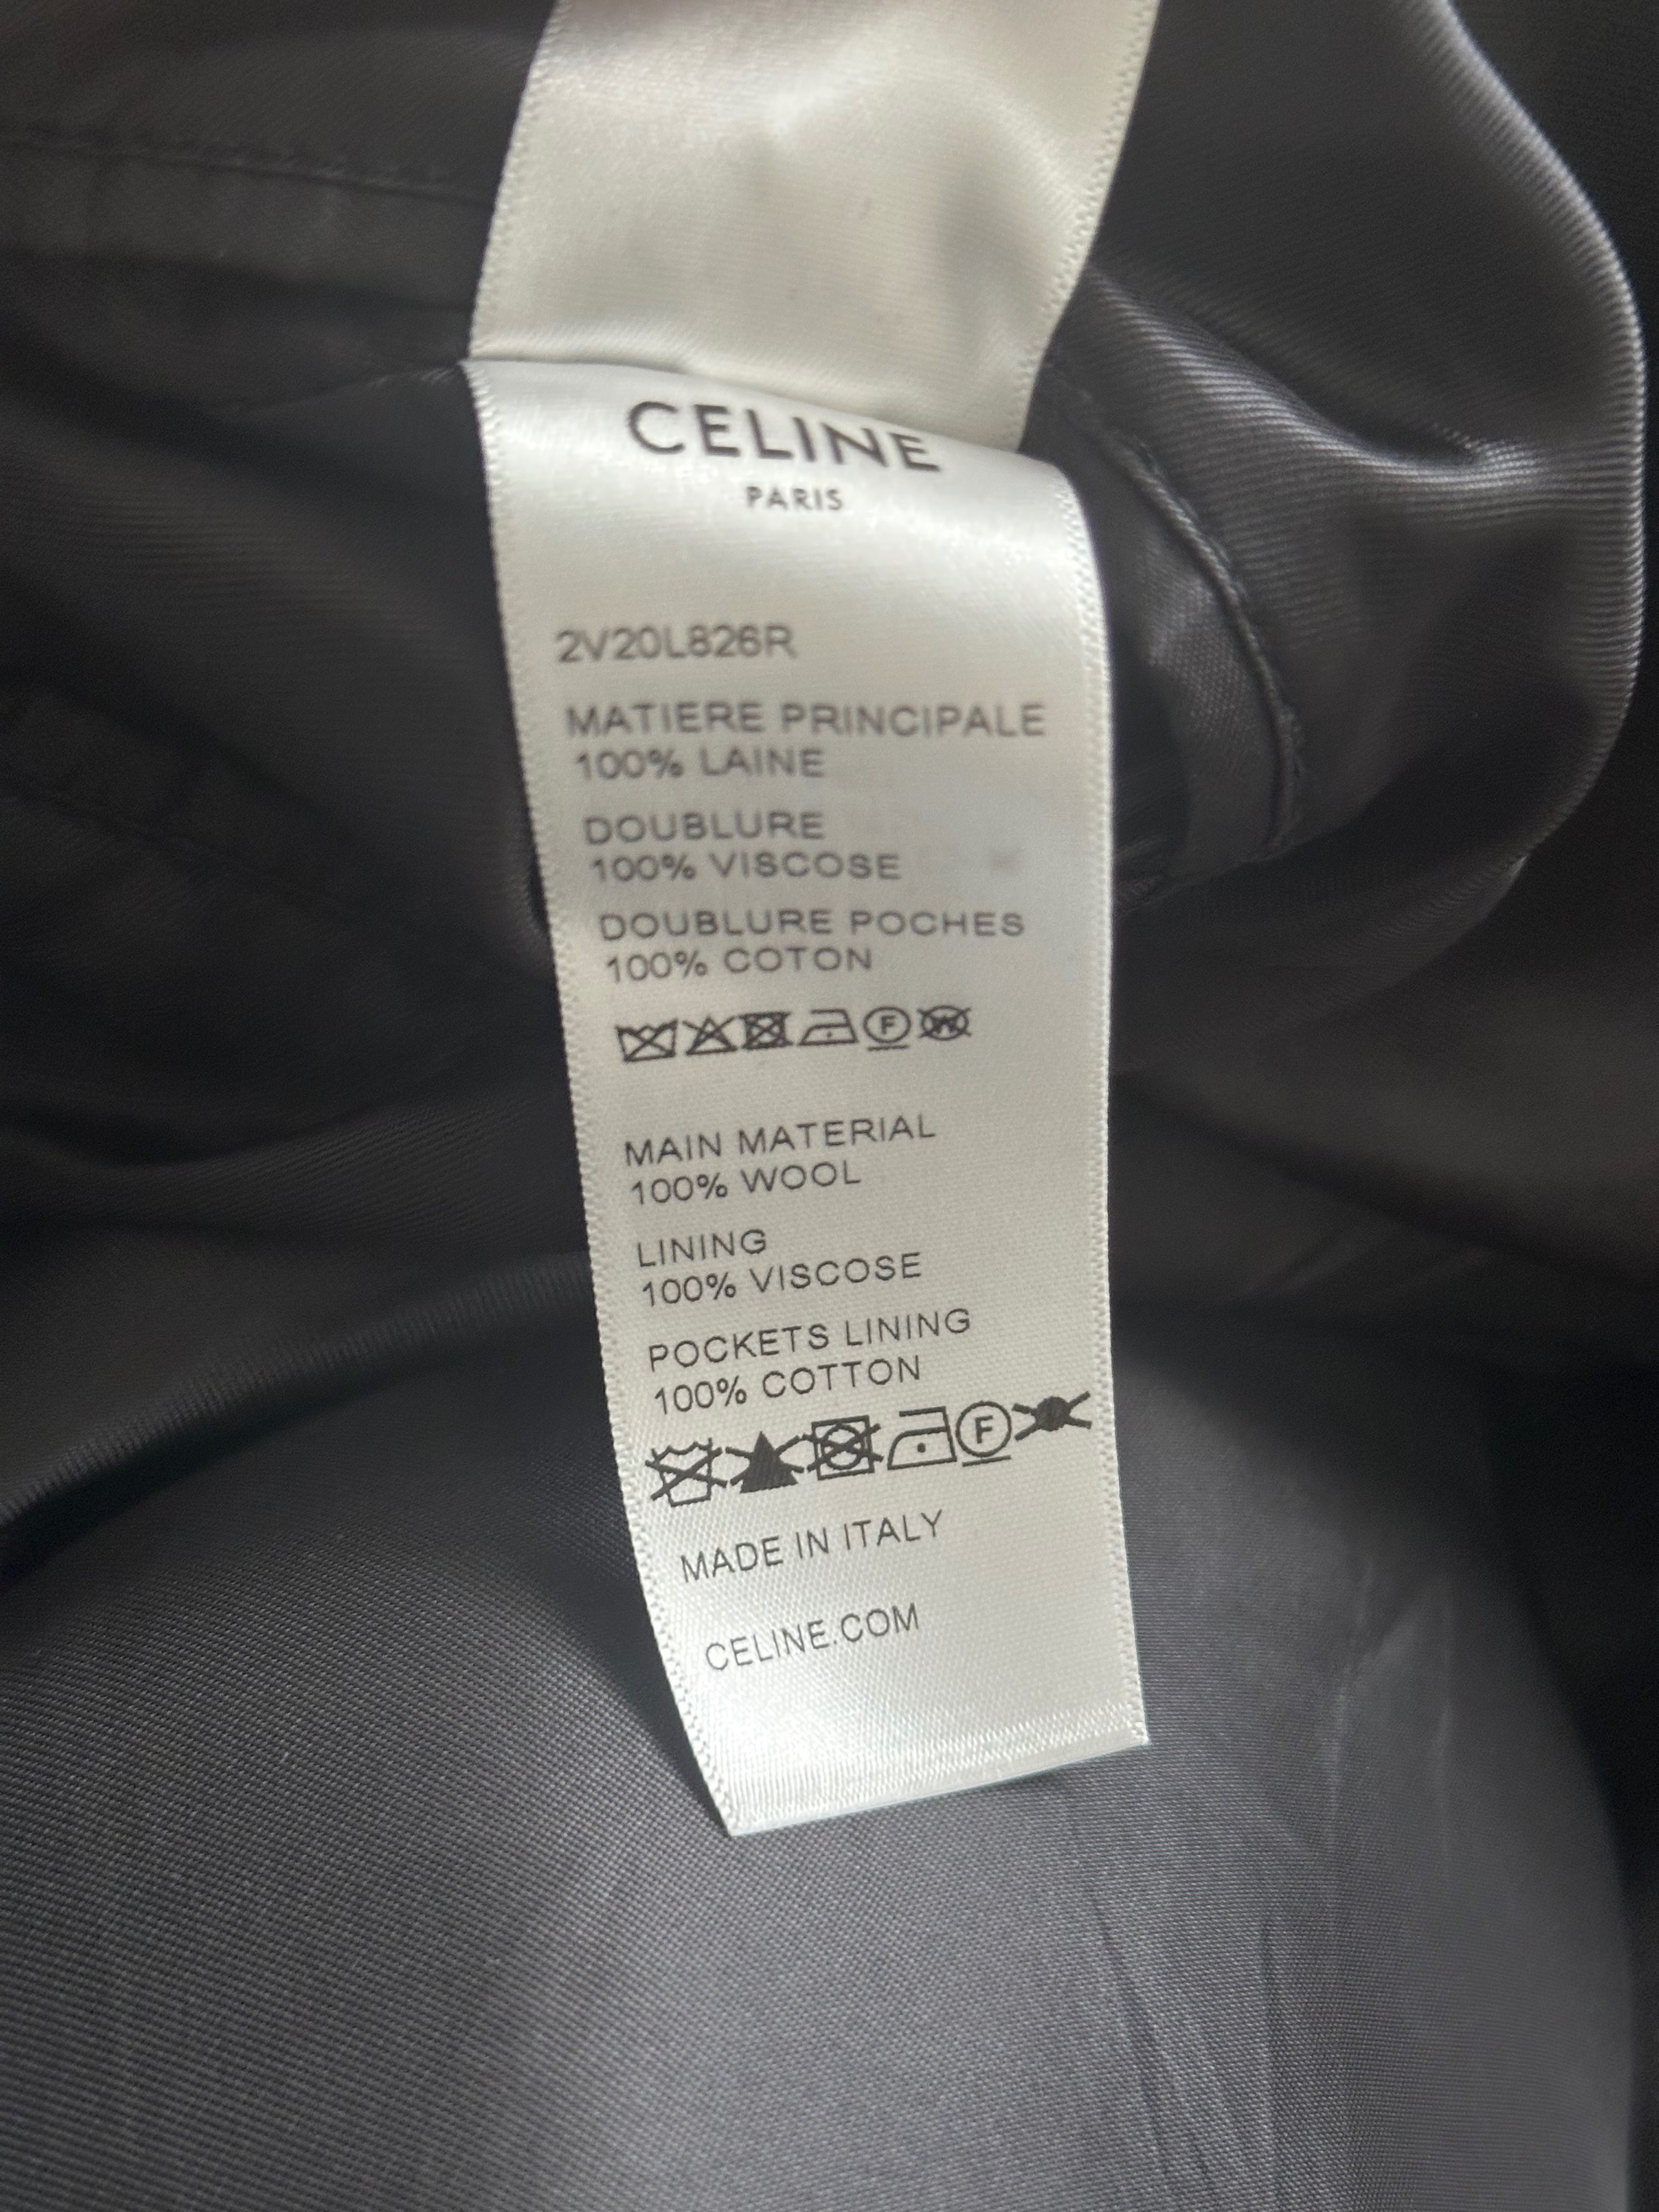 CELINE
PARIS
2V20L826R
MATIERE PRINCIPALE
100% LAINE
DOUBLURE
100% VISCOSE
DOUBLURE POCHES
100% COTON
F W
MAIN MATERIAL
100% WOOL
LINING
100% VISCOSE
POCKETS LINING
100% COTTON
F
MADE IN ITALY
CELINE.COM